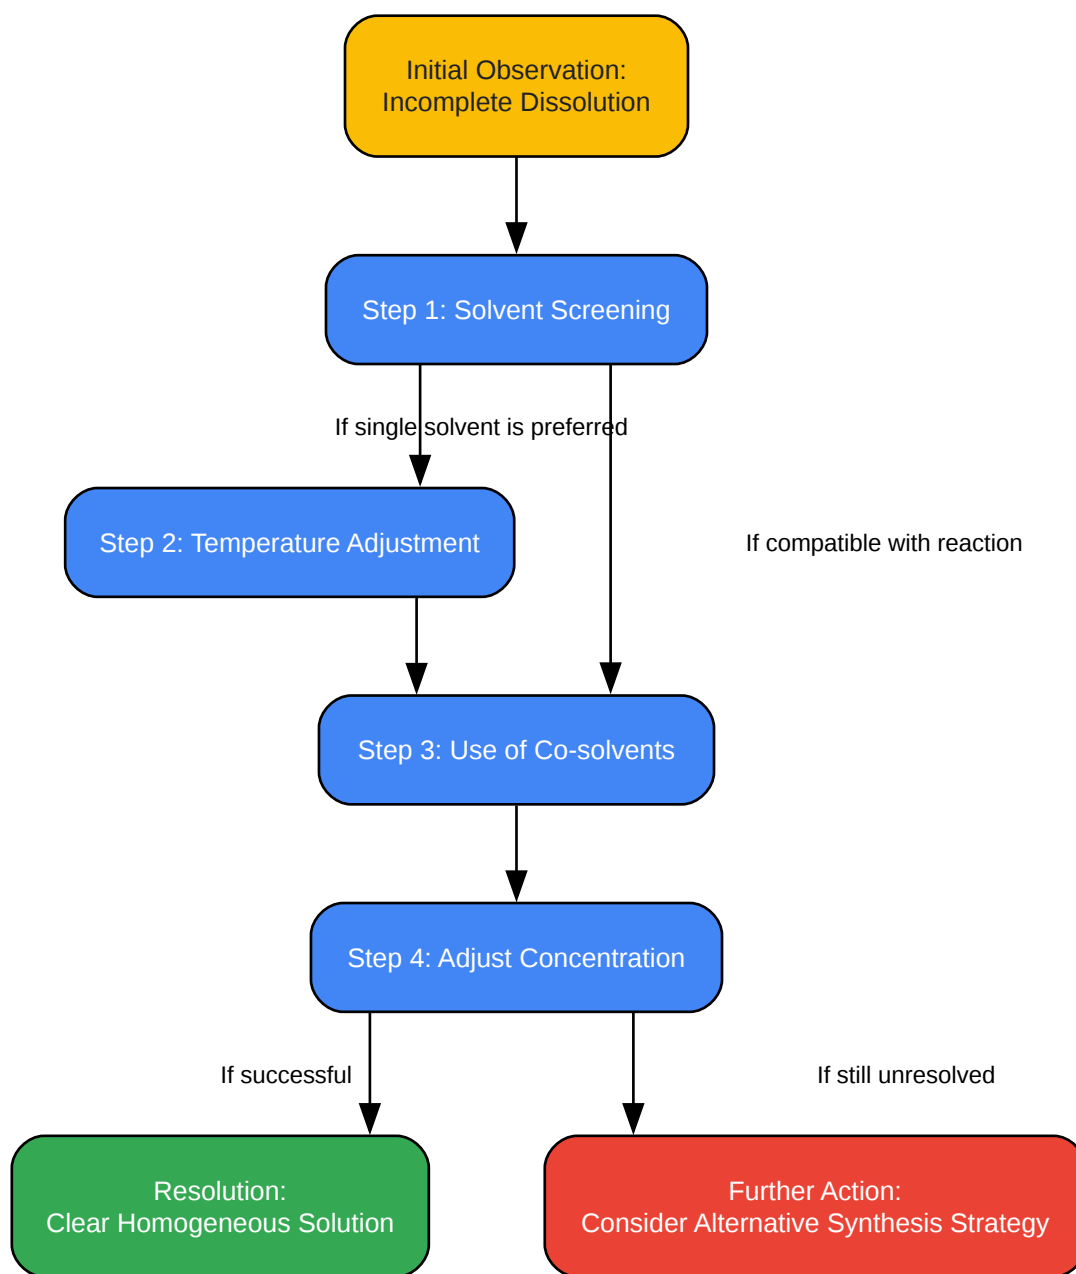 Initial Observation:
Incomplete Dissolution
Step 1: Solvent Screening
If single solvent is preferred
Step 2: Temperature Adjustment
If compatible with reaction
Step 3: Use of Co-solvents
Step 4: Adjust Concentration
If successful
If still unresolved
Resolution:
Clear Homogeneous Solution
Further Action:
Consider Alternative Synthesis Strategy